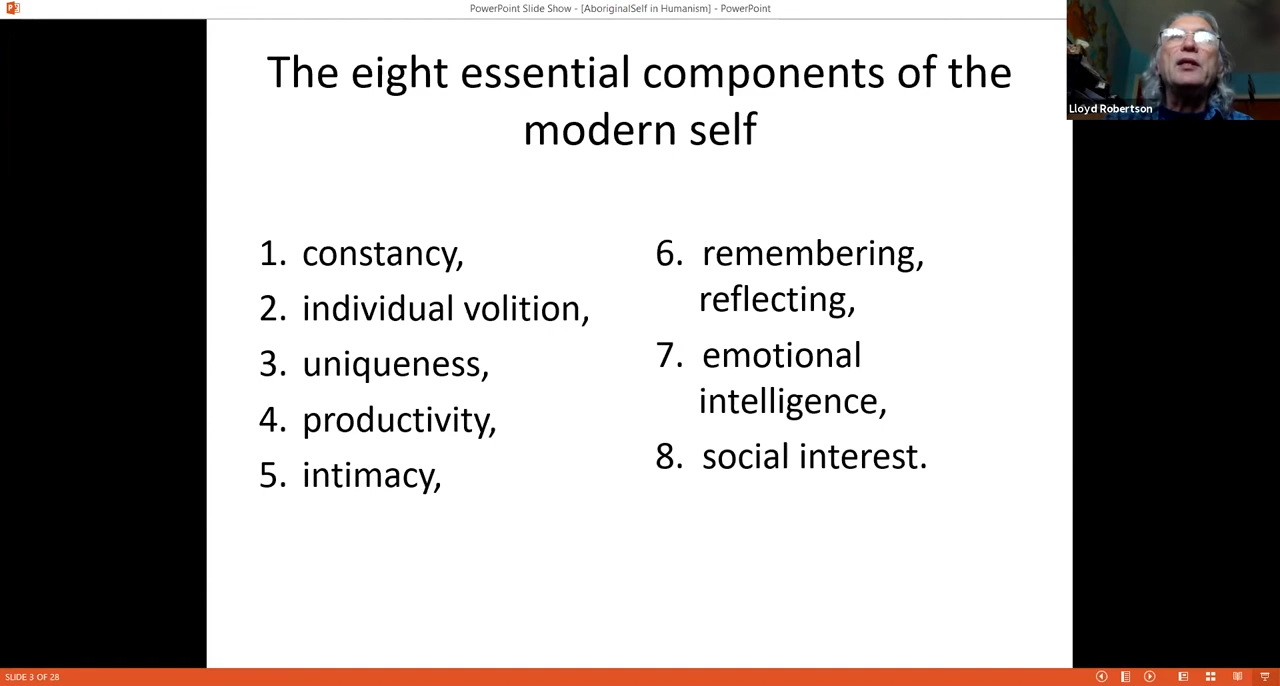 PowerPoint Slide Show - [AboriginalSelf in Humanism] - PowerPoint
The eight essential components of the
modern self
Lloyd Robertson
1. constancy,
2. individual volition,
3. uniqueness,
4. productivity,
5. intimacy,
6. remembering,
reflecting,
7. emotional
intelligence,
8. social interest.
SLIDE 3 OF 28